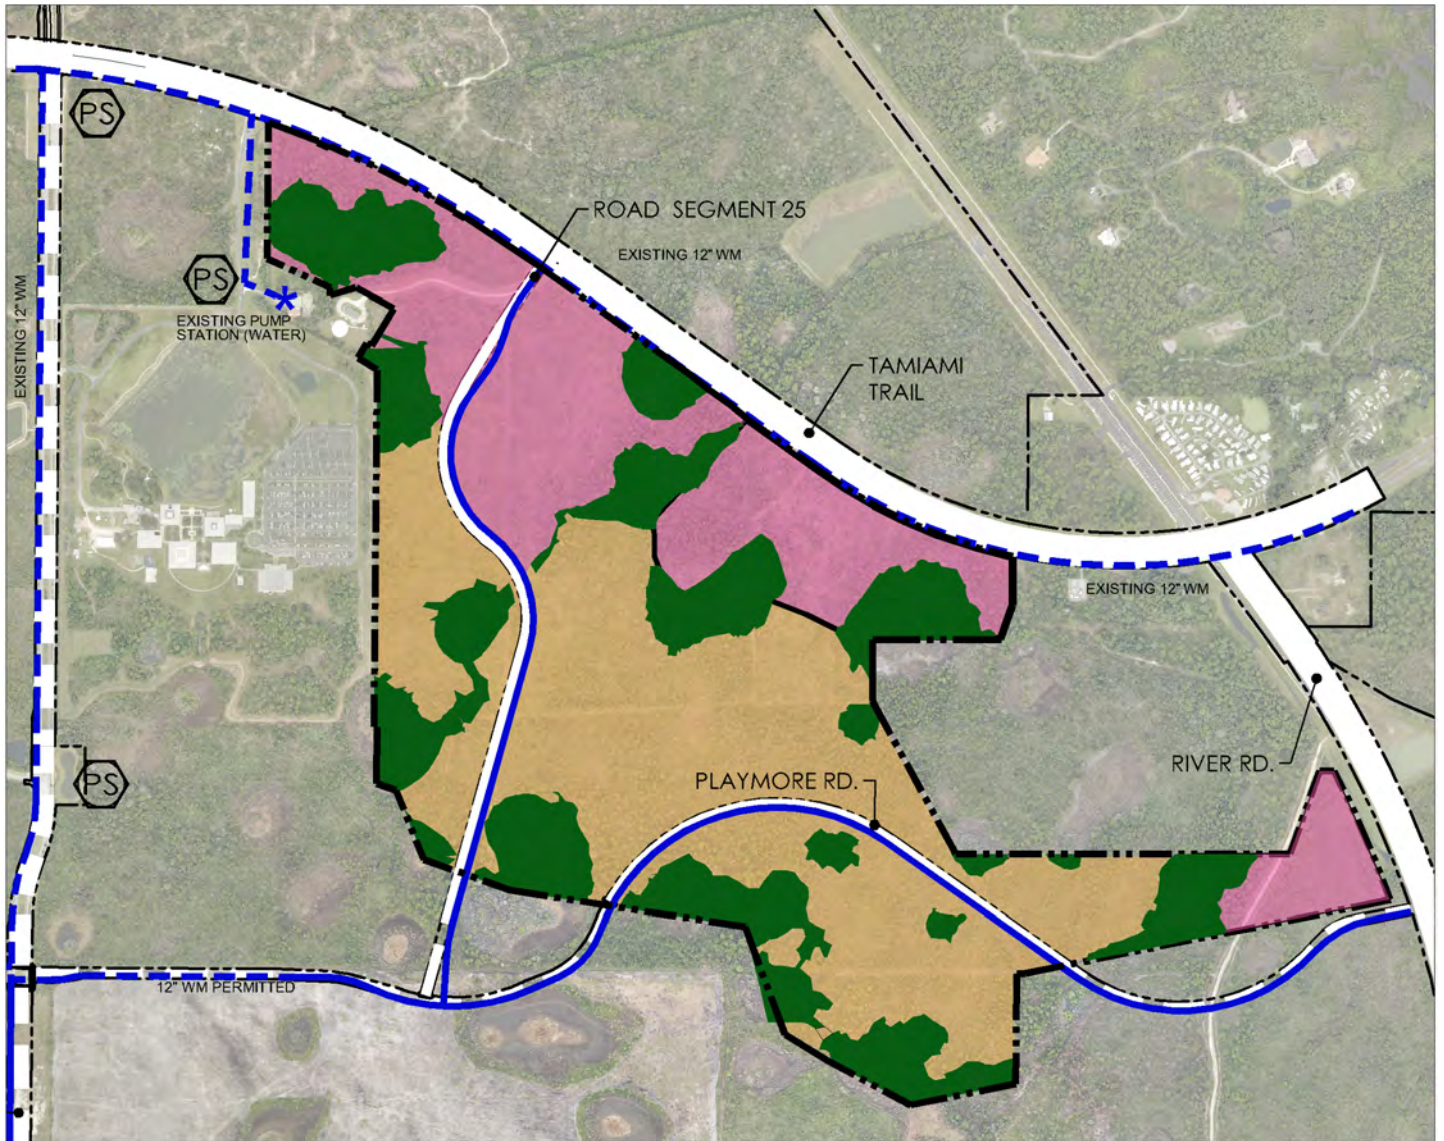 PS
ROAD SEGMENT 25
EXISTING 12" WM
PS
EXISTING PUMP
STATION (WATER)
EXISTING 12" WM
TAMIAMI
TRAIL
EXISTING 12" WM
RIVER RD.
PS
PLAYMORE RD.
12" WM PERMITTED